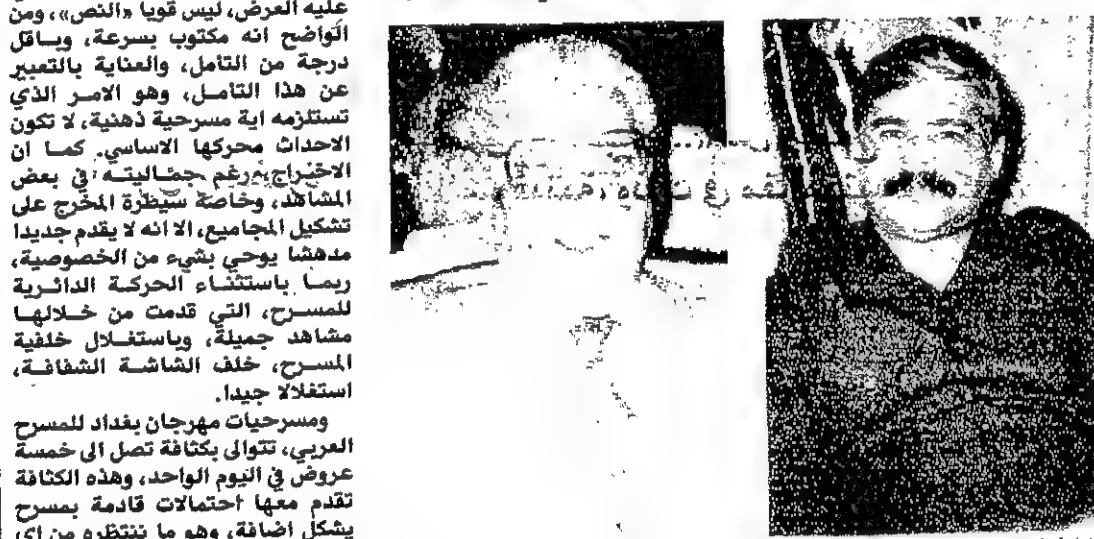 عليه العرض، ليس قويا «النص»، ومن
الواضح انه مكتوب بسرعة، وباقل
درجة من التأمل، والعناية بالتعبير
عن هذا التأمل، وهو الامر الذي
تستلزمه اية مسرحية ذهنية، لا تكون
الاحداث محركها الاساسي. كما ان
الاخراج رغم جماليته في بعض
المشاهد، وخاصة سيطرة المخرج على
تشكيل المجاميع، الا انه لا يقدم جديدا
مدهشا يوحي بشيء من الخصوصية،
ربما باستثناء الحركة الدائرية
للمسرح، التي قدمت من خلالها
مشاهد جميلة، وباستغلال خلفية
المسرح، خلف الشاشة الشفافة،
استغلالا جيدا.
ومسرحيات مهرجان بغداد للمسرح
العربي، تتوالى بكثافة تصل الى خمسة
عروض في اليوم الواحد، وهذه الكثافة
تقدم معها احتمالات قادمة بمسرح
يشكل اضافة، وهو ما ننتظره من اي